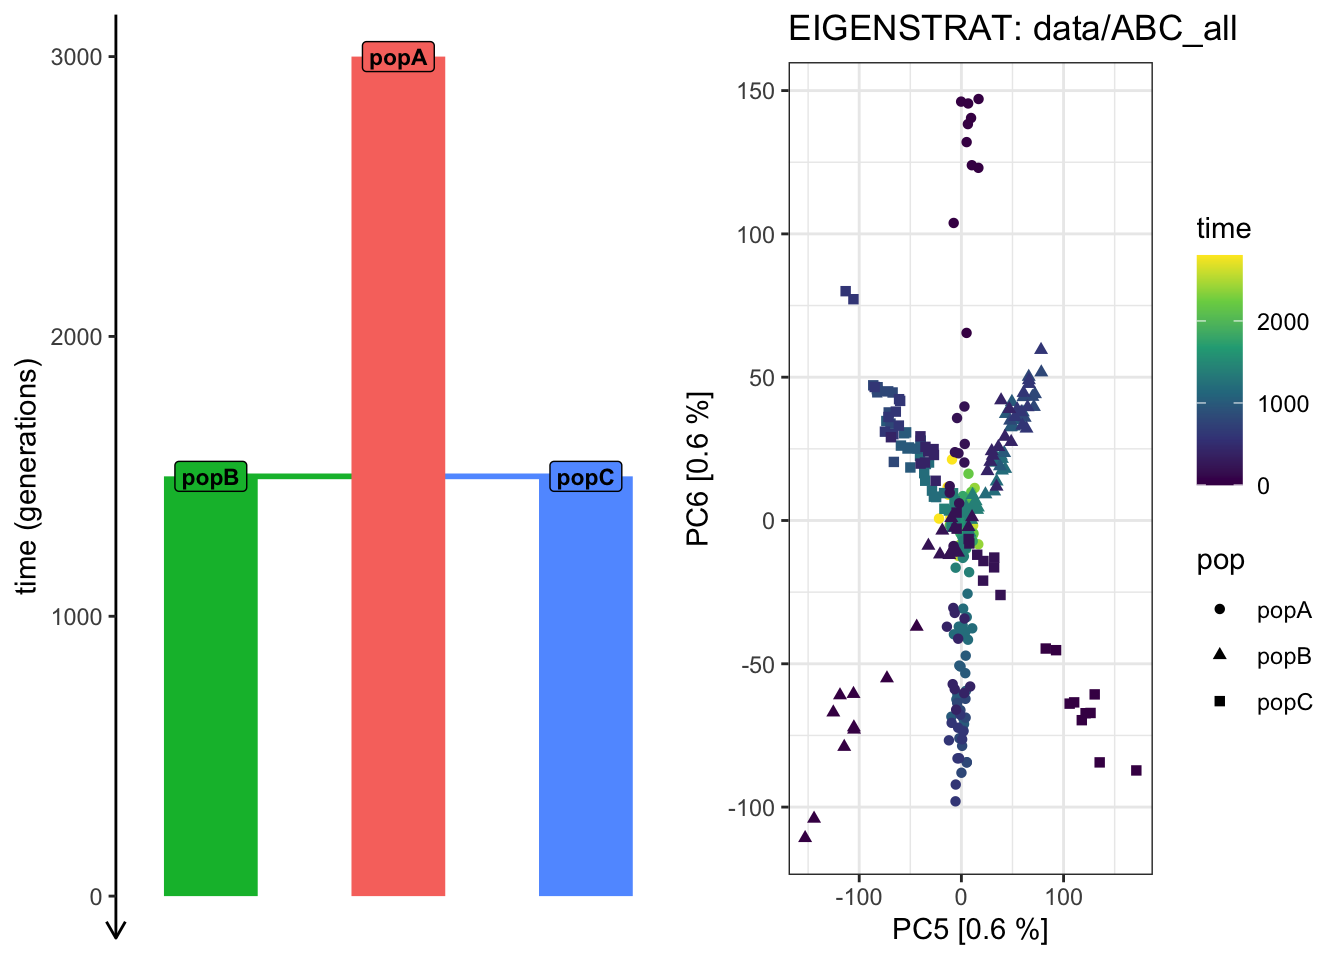 time (generations)
3000
2000
1000
0
popA
popB
popC
EIGENSTRAT: data/ABC_all
PC6 [0.6 %]
150
100
50
0
-50
-100
-100 0 100
PC5 [0.6 %]
time
2000
1000
0
pop
popA
popB
popC